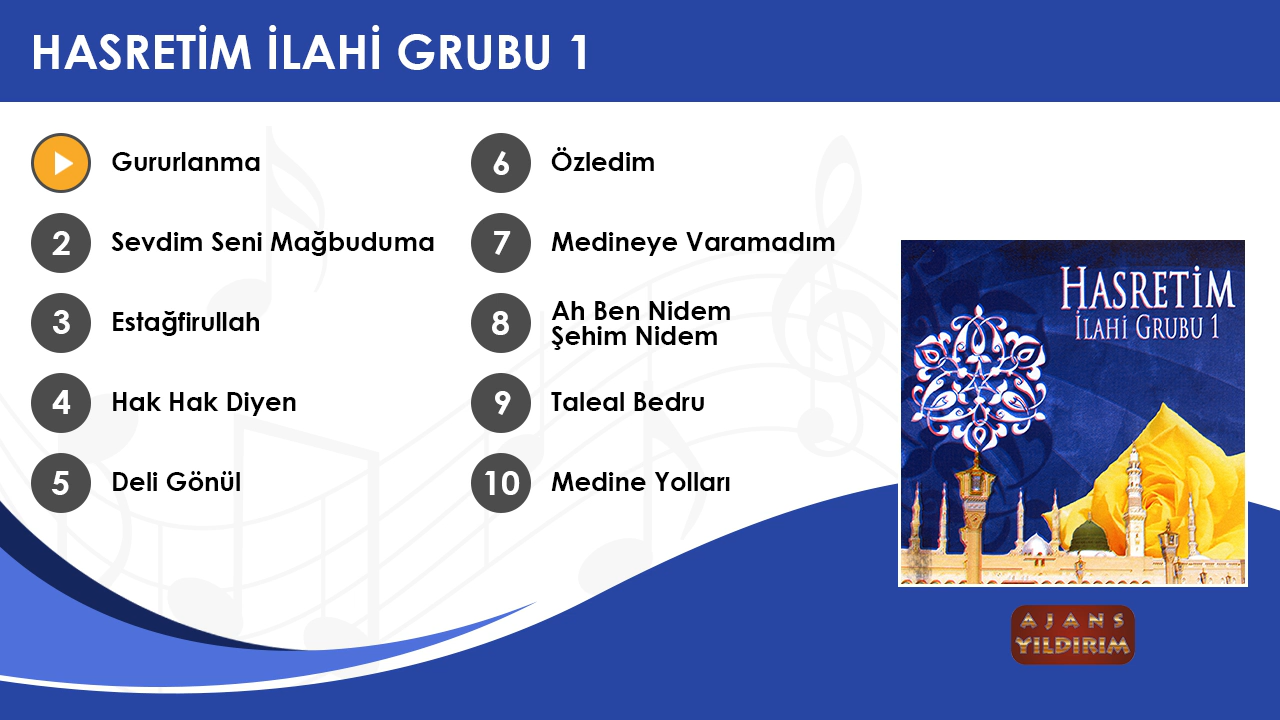 HASRETİM İLAHİ GRUBU 1
Gururlanma
2 Sevdim Seni Mağbuduma
3 Estağfirullah
4 Hak Hak Diyen
5 Deli Gönül
6 Özledim
7 Medineye Varamadım
8 Ah Ben Nidem
Şehim Nidem
9 Taleal Bedru
10 Medine Yolları
HASRETİM
İLAHİ GRUBU 1
AJANS
YILDIRIM